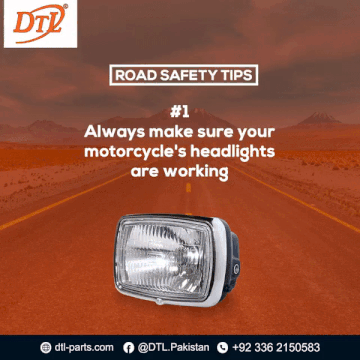 DTL
ROAD SAFETY TIPS
#1
Always make sure your
motorcycle's headlights
are working
dtl-parts.com @DTL.Pakistan +92 336 2150583